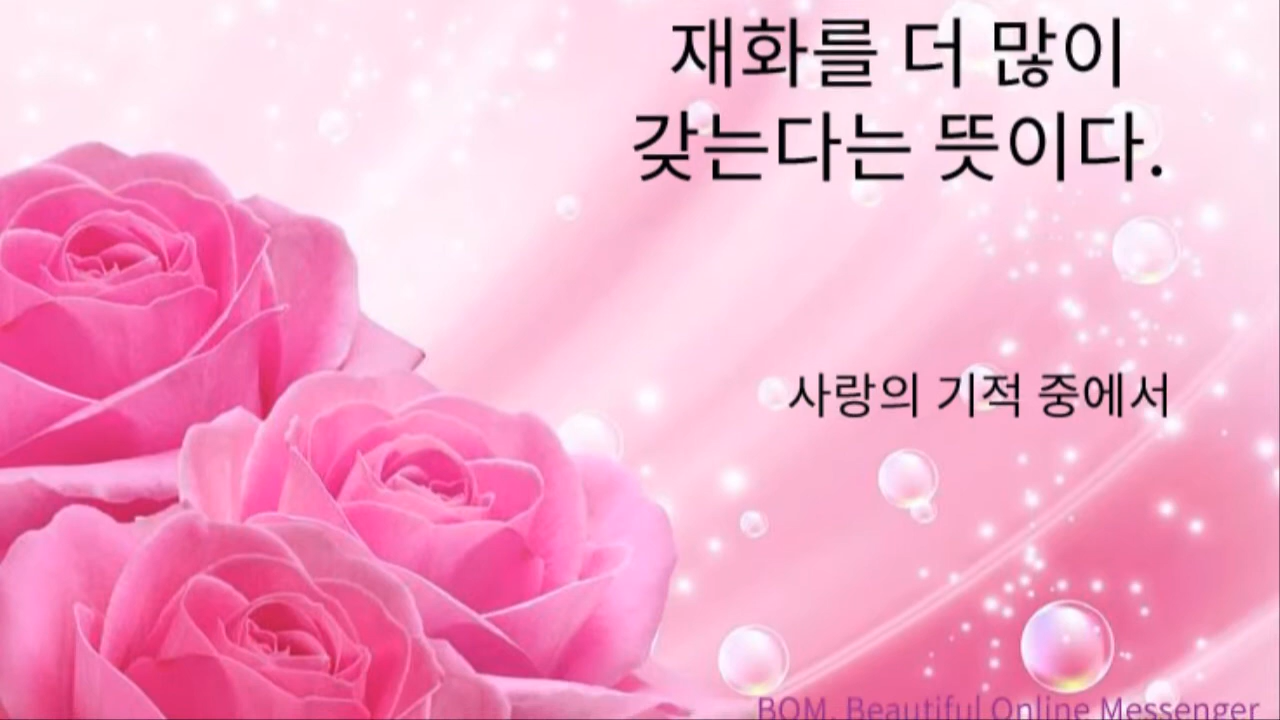 재화를 더 많이
갖는다는 뜻이다.
사랑의 기적 중에서
BOM, Beautiful Online Messenger